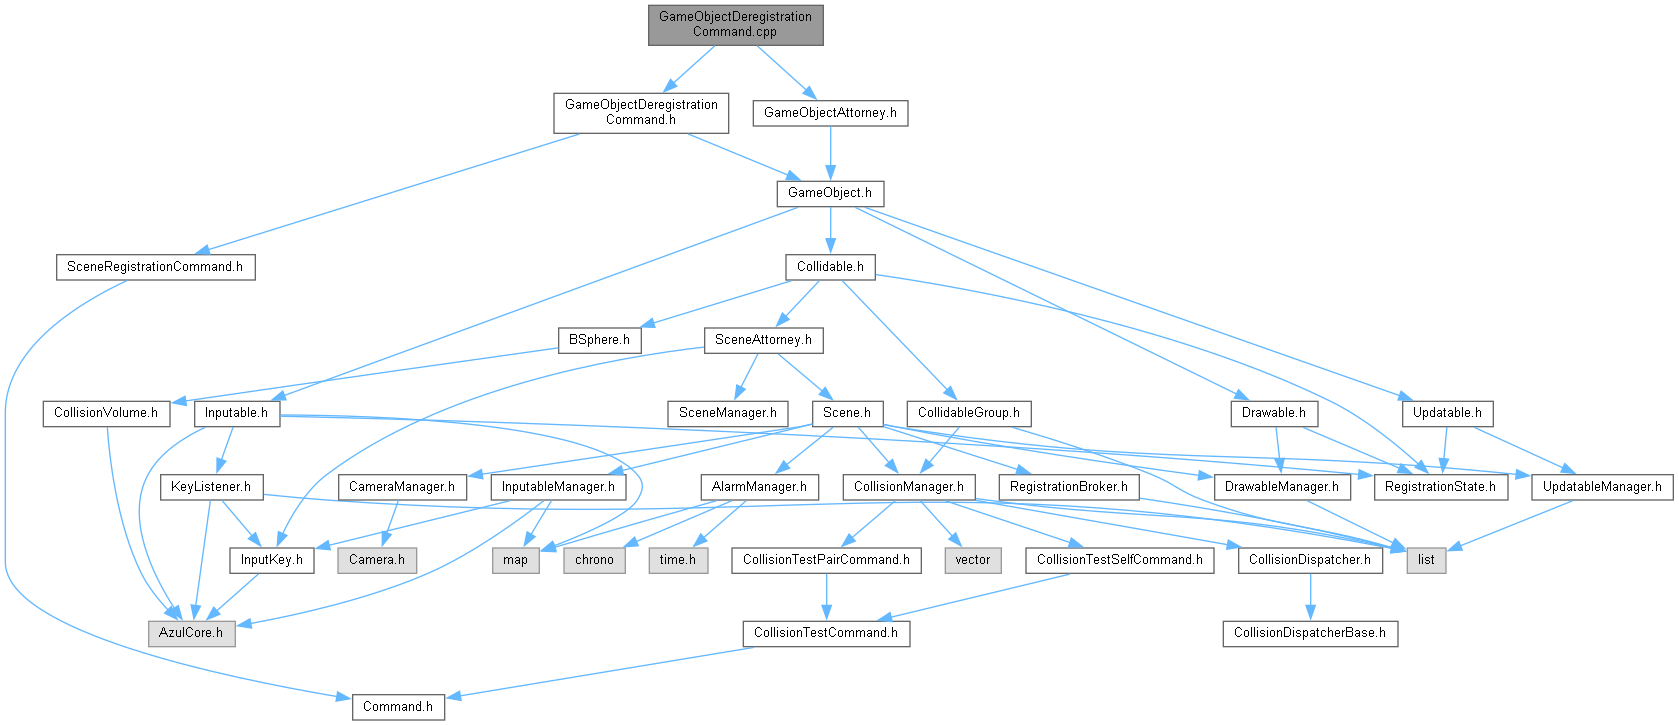 GameObjectDeregistration
Command.cpp
GameObjectDeregistration
Command.h
GameObjectAttorney.h
GameObject.h
SceneRegistrationCommand.h
Collidable.h
BSphere.h
SceneAttorney.h
CollisionVolume.h
Inputable.h
SceneManager.h
Scene.h
CollidableGroup.h
Drawable.h
Updatable.h
KeyListener.h
CameraManager.h
InputableManager.h
AlarmManager.h
CollisionManager.h
RegistrationBroker.h
DrawableManager.h
RegistrationState.h
UpdatableManager.h
InputKey.h
Camera.h
map
chrono
time.h
CollisionTestPairCommand.h
vector
CollisionTestSelfCommand.h
CollisionDispatcher.h
list
AzulCore.h
CollisionTestCommand.h
CollisionDispatcherBase.h
Command.h